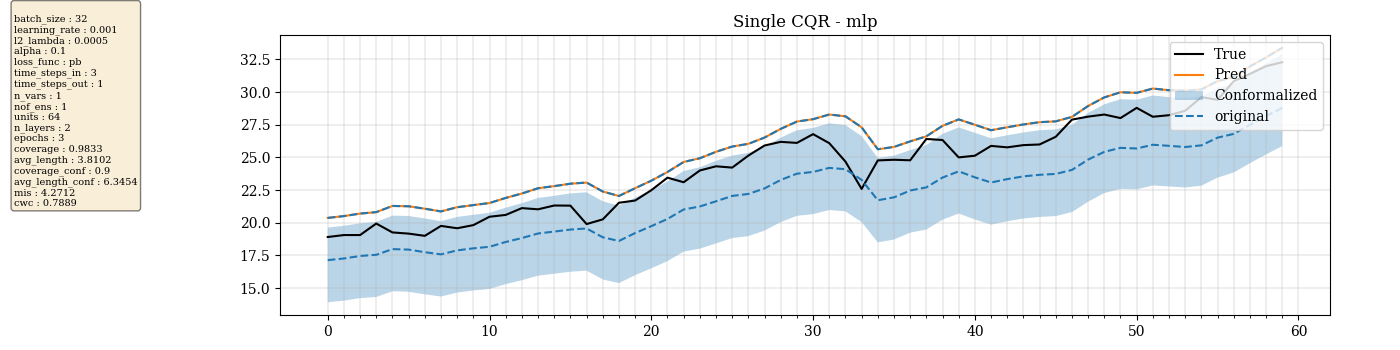 batch_size : 32
learning_rate : 0.001
l2_lambda : 0.0005
alpha : 0.1
loss_func : pb
time_steps_in : 3
time_steps_out : 1
n_vars : 1
nof_ens : 1
units : 64
n_layers : 2
epochs : 3
coverage : 0.9833
avg_length : 3.8102
coverage_conf : 0.9
avg_length_conf : 6.3454
mis : 4.2712
cwc : 0.7889
Single CQR - mlp
32.5
30.0
27.5
25.0
22.5
20.0
17.5
15.0
0 10 20 30 40 50 60
True
Pred
Conformalized
original